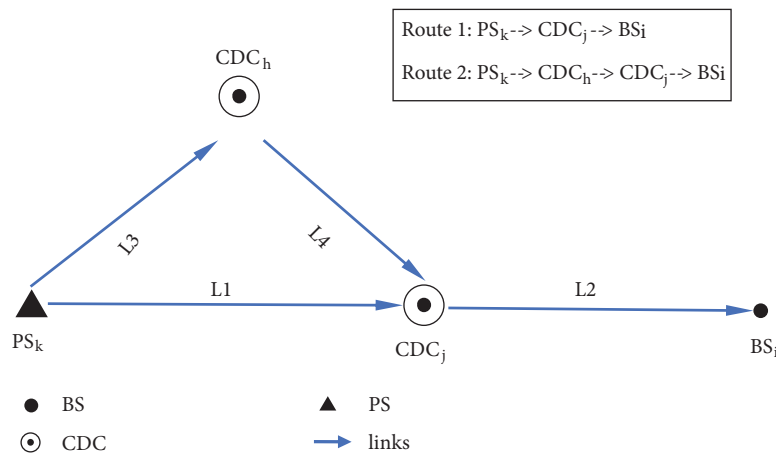 Route 1: PSk--> CDCj--> BSi
Route 2: PSk--> CDCh--> CDCj--> BSi
CDCh
L3
L4
L1
L2
PSk
CDCj
BSi
BS
PS
CDC
links